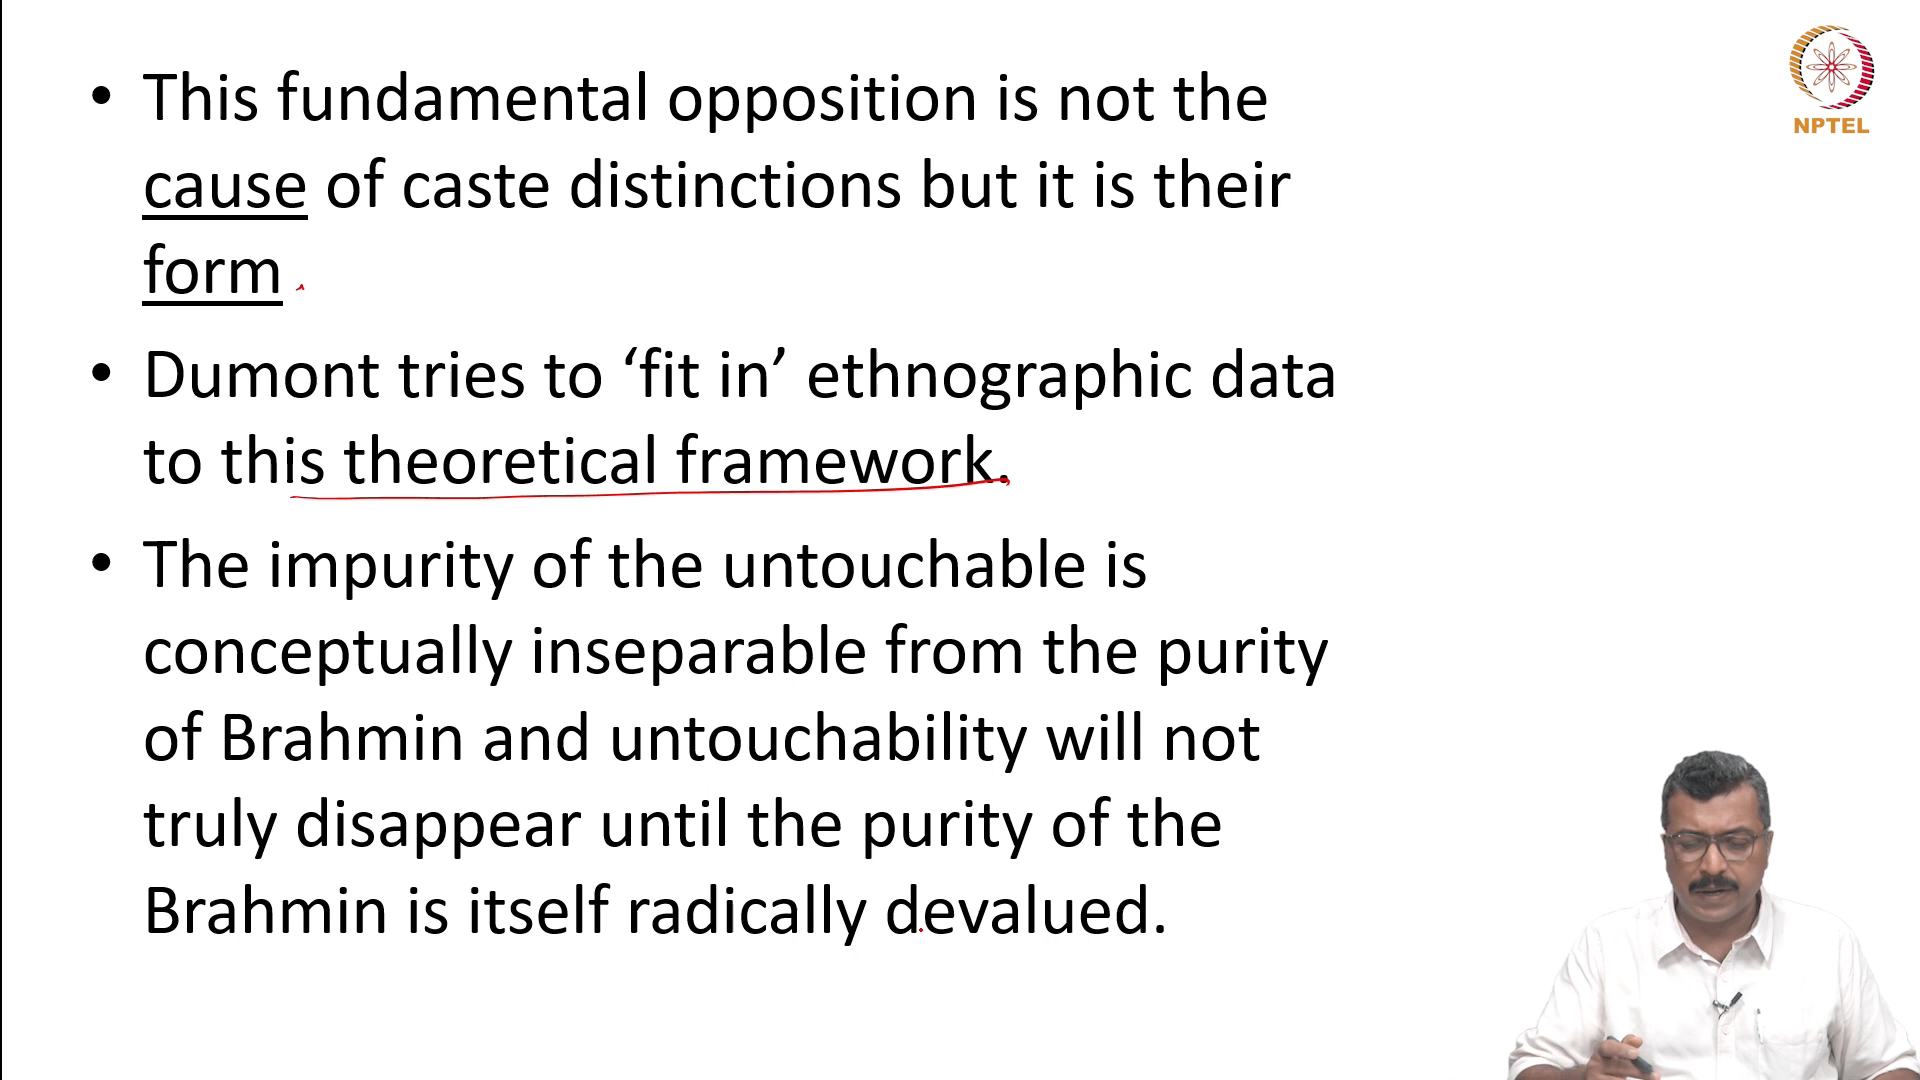 • This fundamental opposition is not the
cause of caste distinctions but it is their
form
• Dumont tries to ‘fit in’ ethnographic data
to this theoretical framework.
• The impurity of the untouchable is
conceptually inseparable from the purity
of Brahmin and untouchability will not
truly disappear until the purity of the
Brahmin is itself radically devalued.
NPTEL